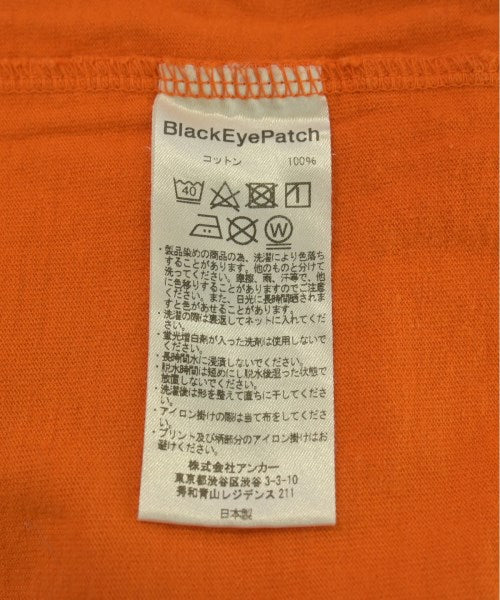 BlackEyePatch
コットン 100%
40
W
・製品染めの商品の為、洗濯により色落ち
することがあります。他のものと分けて
洗ってください。摩擦、雨、汗等で、他
に色移りすることがありますのでご注意
ください。また、日光に長時間晒されま
すと色があせることがあります。
・洗濯の際は裏返してネットに入れてくだ
さい。
・蛍光増白剤が入った洗剤は使用しないで
ください。
・長時間水に浸漬しないでください。
・脱水時間は短めにし脱水後湿った状態で
放置しないでください。
・洗濯後は形を整えて直ちに干してくださ
い。
・アイロン掛けの際は当て布をしてくださ
い。
・プリント及び柄部分のアイロン掛けはお
避けください。
株式会社アンカー
東京都渋谷区渋谷 3-3-10
秀和青山レジデンス 211
日本製